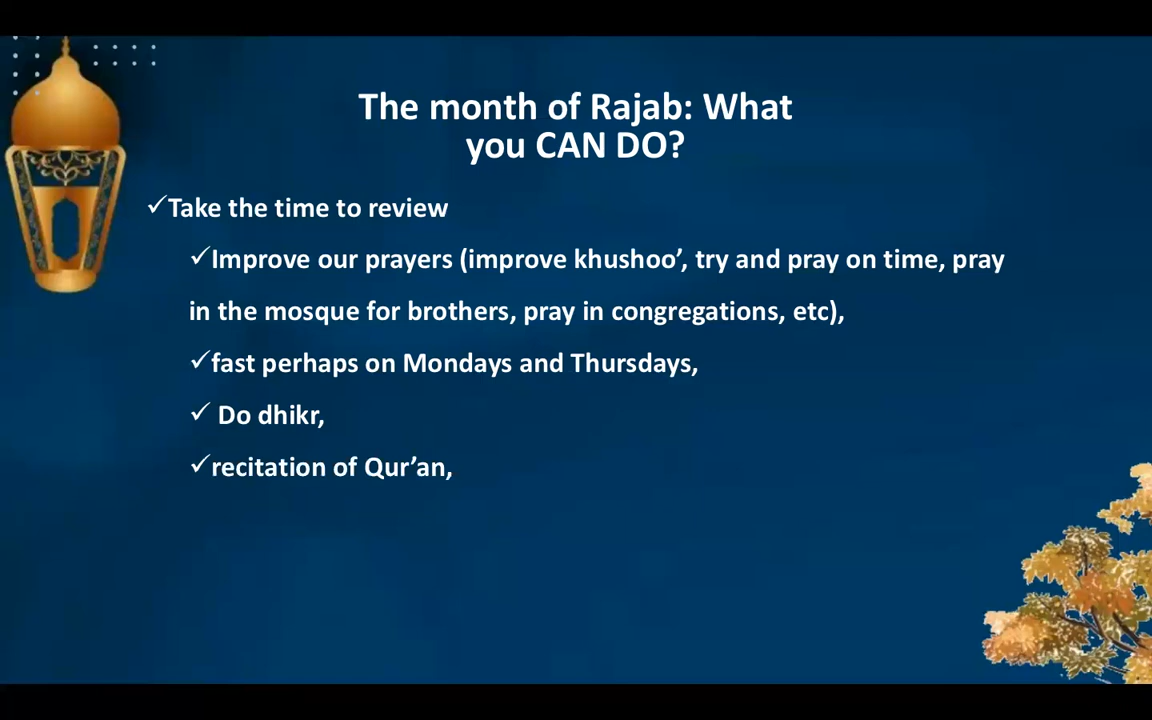 The month of Rajab: What
you CAN DO?
✓Take the time to review
✓Improve our prayers (improve khushoo’, try and pray on time, pray
in the mosque for brothers, pray in congregations, etc),
✓fast perhaps on Mondays and Thursdays,
✓ Do dhikr,
✓recitation of Qur’an,